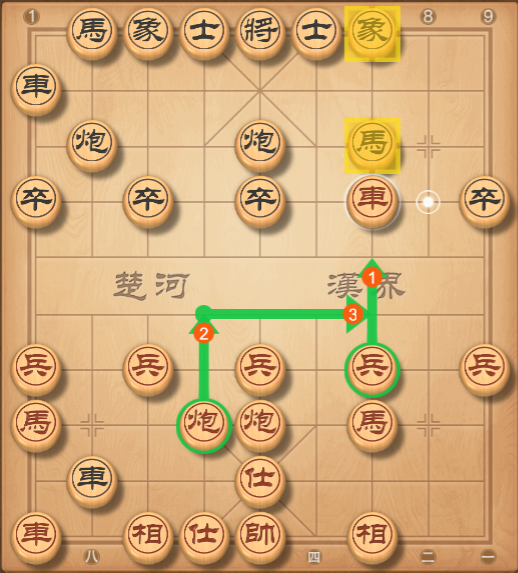 1 馬 象 士 將 士 象 8 9
車
炮 炮 馬
卒 卒 卒 車 卒
楚河 漢界
1
3
2
兵 兵 兵 兵 兵
馬 炮 炮 馬
車 仕
車 相 仕 帥 相
八 四 二 一